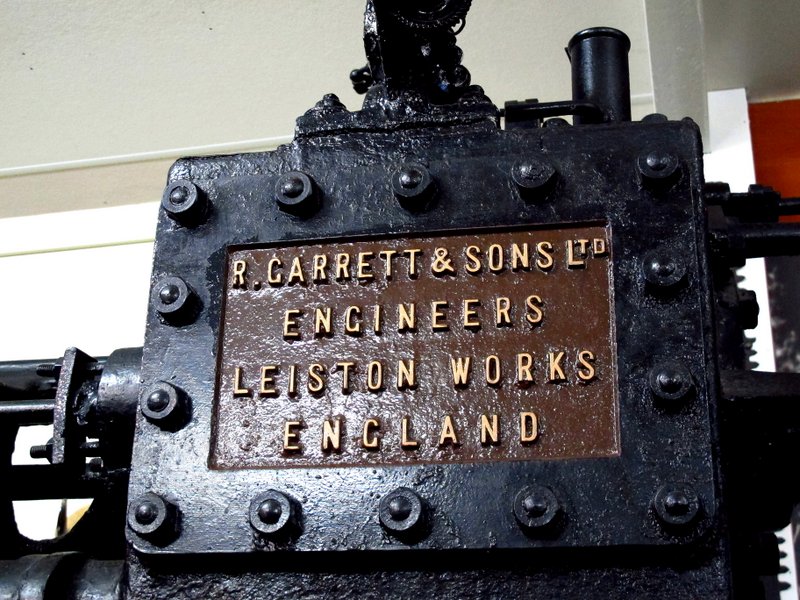 R. GARRETT & SONS LTD
ENGINEERS
LEISTON WORKS
ENGLAND